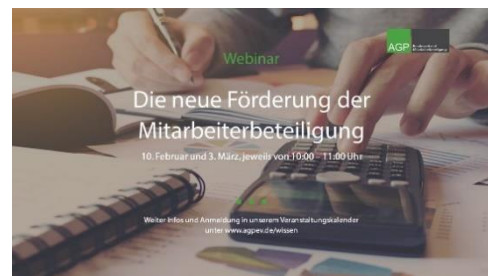 AGP
Webinar
Die neue Förderung der
Mitarbeiterbeteiligung
10. Februar und 3. März, jeweils von 10:00 - 11:00 Uhr
Weiter Infos und Anmeldung in unserem Veranstaltungskalender
unter www.agpev.de/wissen